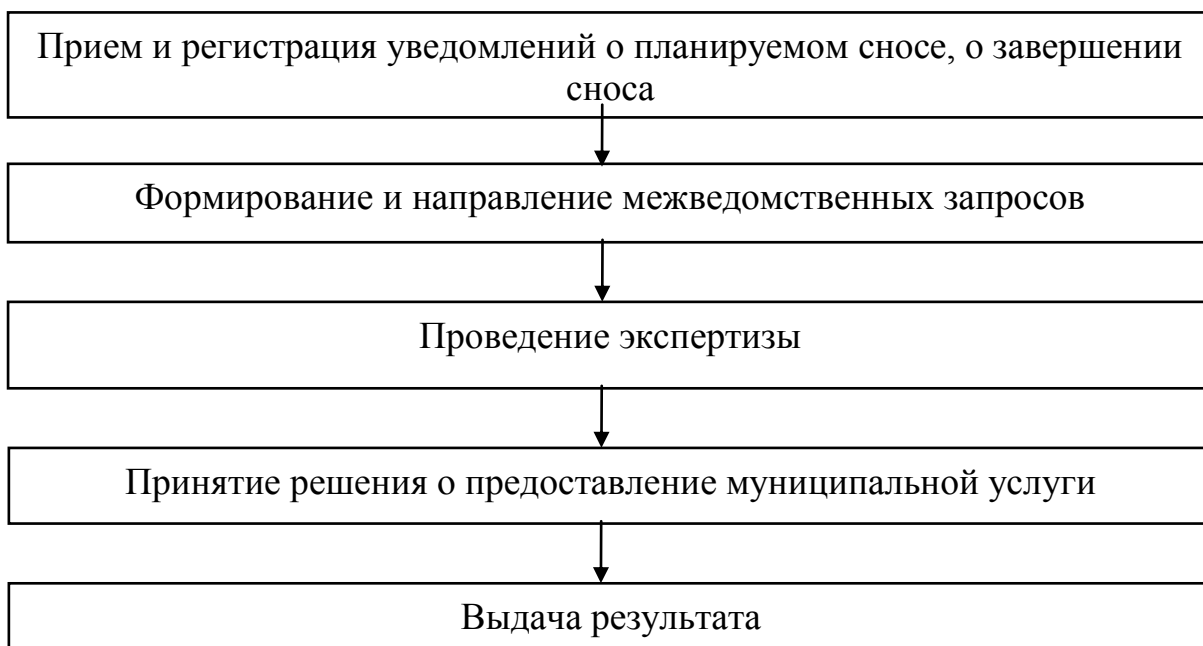 Прием и регистрация уведомлений о планируемом сносе, о завершении
сноса
Формирование и направление межведомственных запросов
Проведение экспертизы
Принятие решения о предоставление муниципальной услуги
Выдача результата